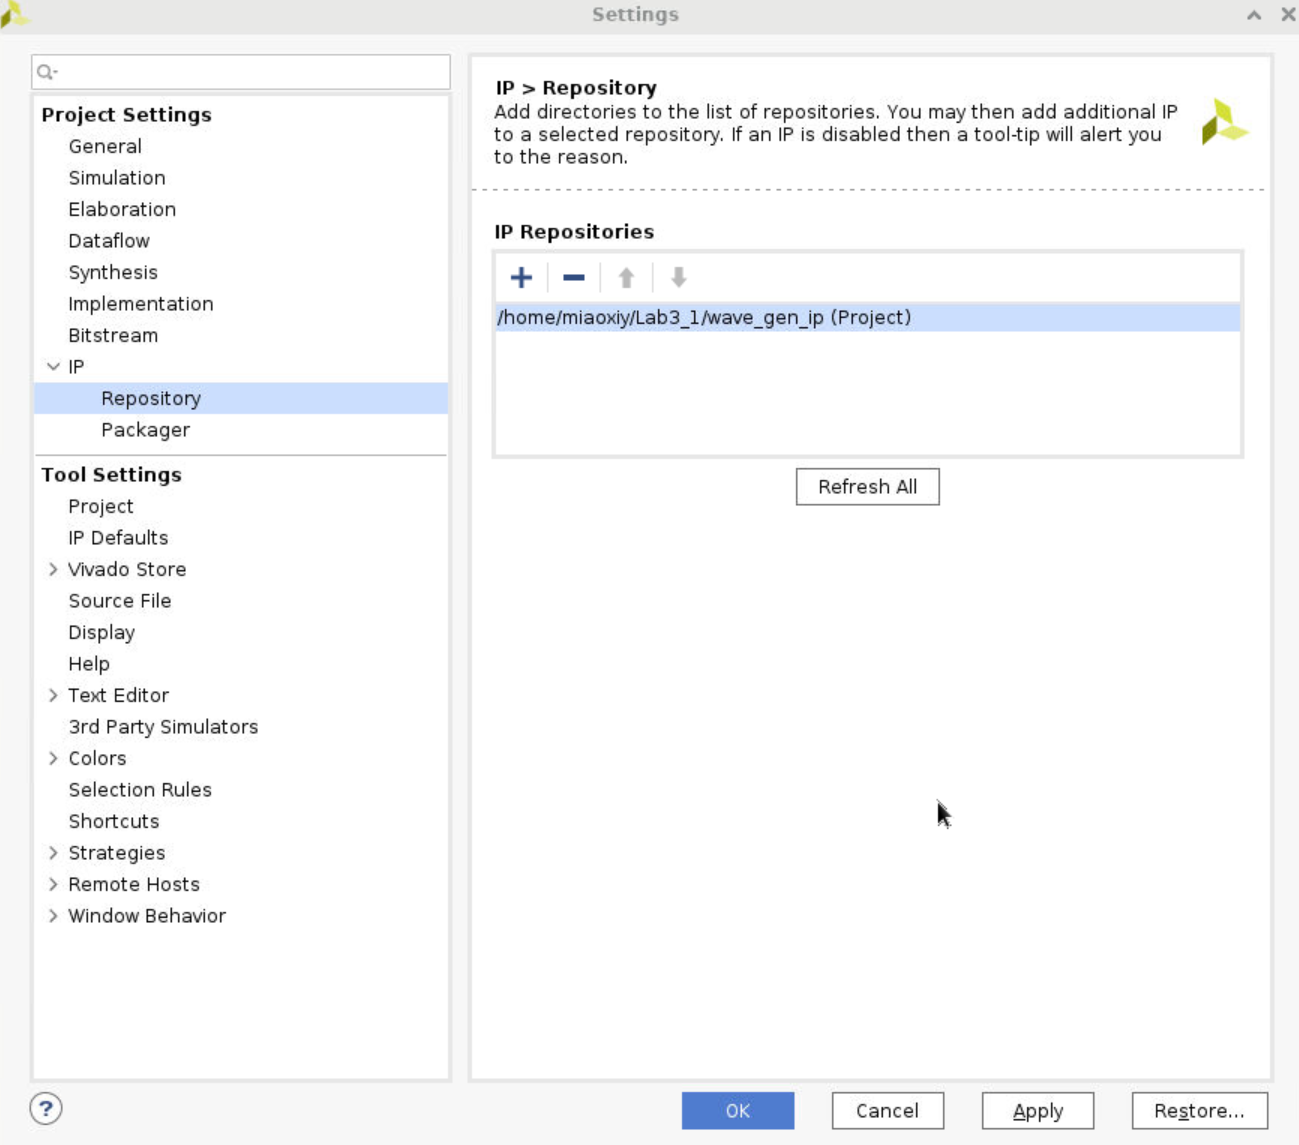 Settings
Project Settings
General
Simulation
Elaboration
Dataflow
Synthesis
Implementation
Bitstream
IP
Repository
Packager
Tool Settings
Project
IP Defaults
Vivado Store
Source File
Display
Help
Text Editor
3rd Party Simulators
Colors
Selection Rules
Shortcuts
Strategies
Remote Hosts
Window Behavior
IP > Repository
Add directories to the list of repositories. You may then add additional IP
to a selected repository. If an IP is disabled then a tool-tip will alert you
to the reason.
IP Repositories
/home/miaoxiy/Lab3_1/wave_gen_ip (Project)
Refresh All
?
OK
Cancel
Apply
Restore...